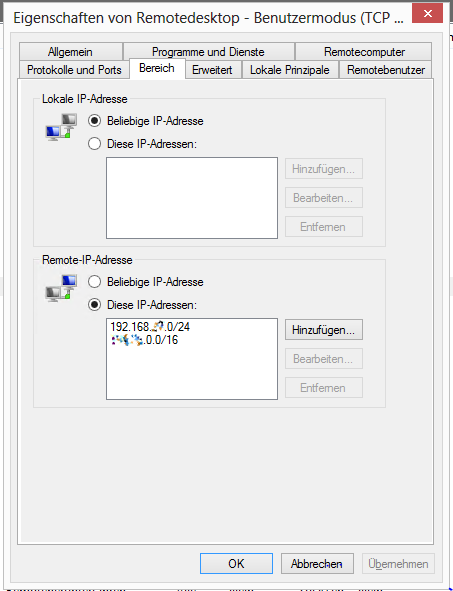 Eigenschaften von Remotedesktop - Benutzermodus (TCP ...
Allgemein
Programme und Dienste
Remotecomputer
Protokolle und Ports
Bereich
Erweitert
Lokale Prinzipale
Remotebenutzer
Lokale IP-Adresse
Beliebige IP-Adresse
Diese IP-Adressen:
Hinzufügen...
Bearbeiten...
Entfernen
Remote-IP-Adresse
Beliebige IP-Adresse
Diese IP-Adressen:
192.168. .0/24
.0.0/16
Hinzufügen...
Bearbeiten...
Entfernen
OK
Abbrechen
Übernehmen